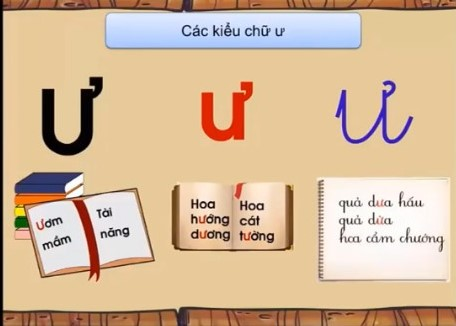 Các kiểu chữ ư
Ư ư ư
Ươm
mầm
Tài
năng
Hoa
hướng
dương
Hoa
cát
tường
quả dưa hấu
quả dừa
hoa cẩm chướng